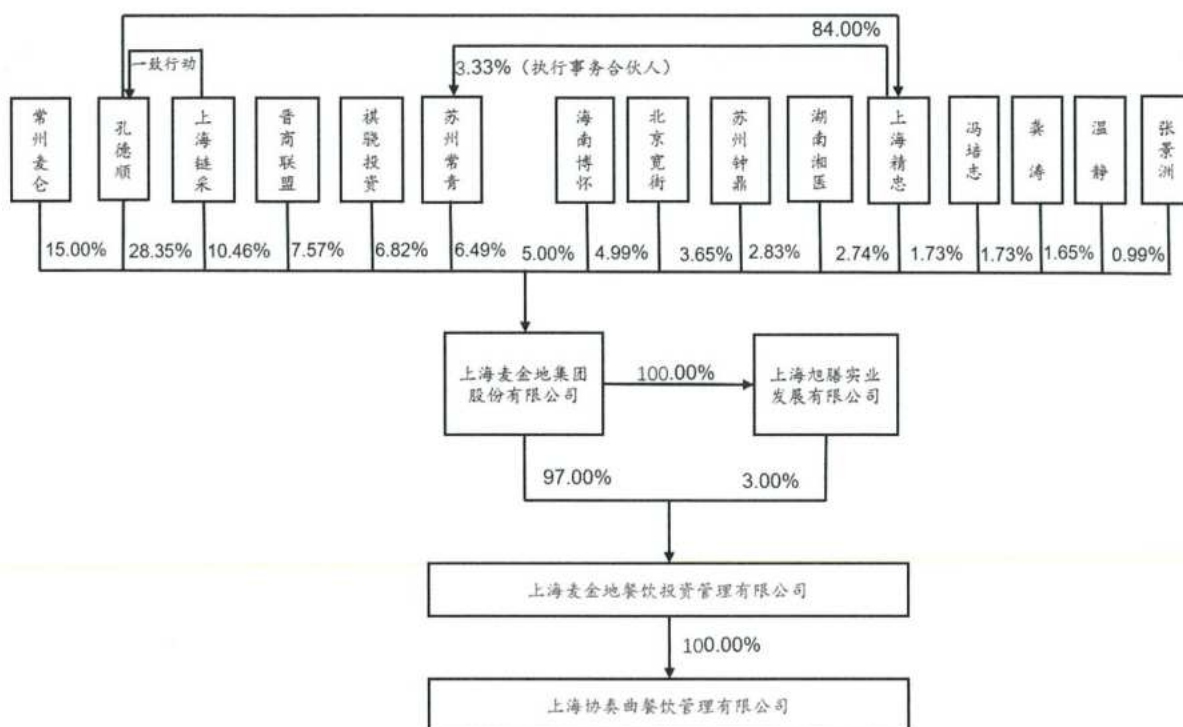 84.00%
一致行动
3.33%（执行事务合伙人）
常州麦仑
孔德顺
上海链采
晋商联盟
祺骁投资
苏州常青
海南博怀
北京宽街
苏州钟鼎
湖南湘医
上海精忠
冯培志
龚涛
温静
张景洲
15.00%
28.35%
10.46%
7.57%
6.82%
6.49%
5.00%
4.99%
3.65%
2.83%
2.74%
1.73%
1.73%
1.65%
0.99%
上海麦金地集团
股份有限公司
100.00%
上海旭膳实业
发展有限公司
97.00%
3.00%
上海麦金地餐饮投资管理有限公司
100.00%
上海协奏曲餐饮管理有限公司